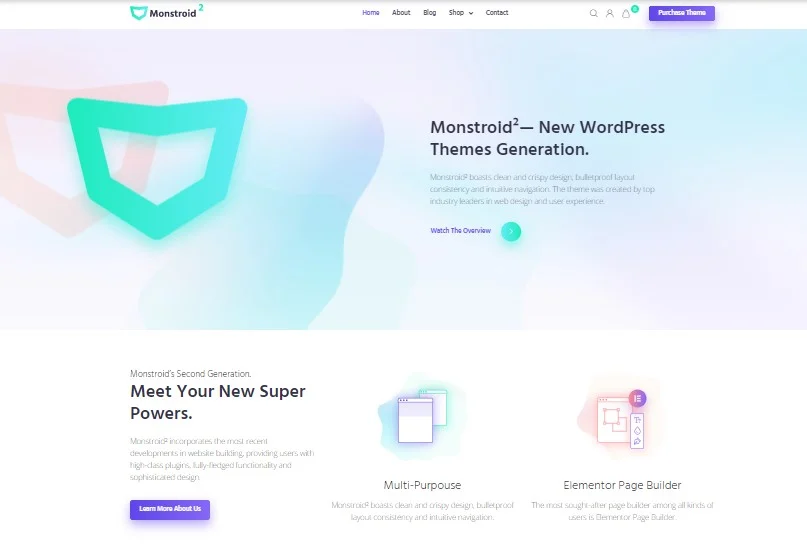 Monstroid 2
Home About Blog Shop Contact
0
Purchase Theme
Monstroid²— New WordPress
Themes Generation.
Monstroid² boasts clean and crispy design, bulletproof layout
consistency and intuitive navigation. The theme was created by top
industry leaders in web design and user experience.
Watch The Overview
Monstroid's Second Generation.
Meet Your New Super
Powers.
Monstroid² incorporates the most recent
developments in website building, providing users with
high-class plugins, fully-fledged functionality and
sophisticated design.
Learn More About Us
Multi-Purpouse
Monstroid² boasts clean and crispy design, bulletproof
layout consistency and intuitive navigation.
Elementor Page Builder
The most sought-after page builder among all kinds of
users is Elementor Page Builder.